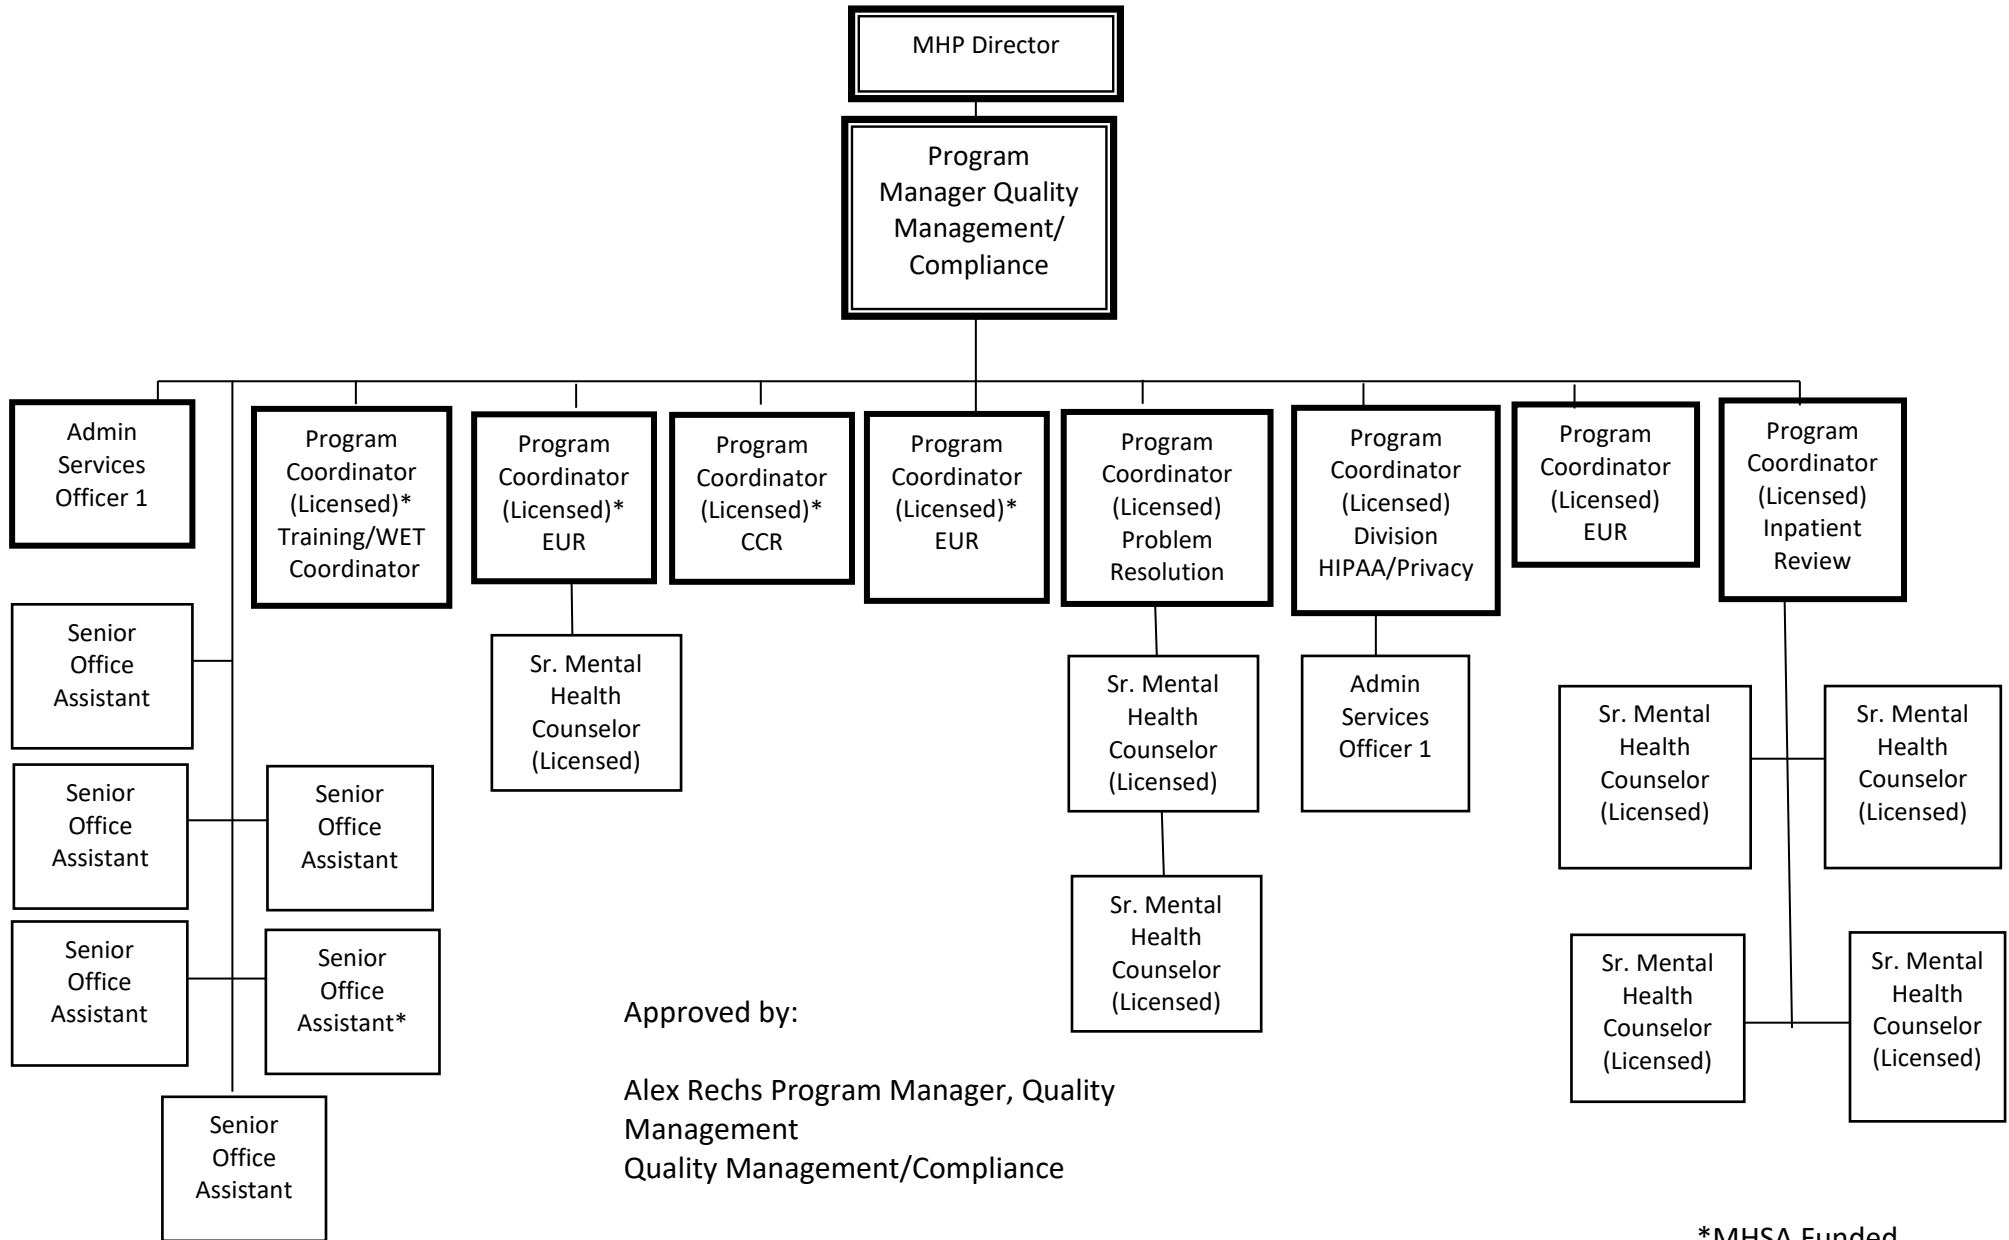 MHP Director
Program
Manager Quality
Management/
Compliance
Admin
Services
Officer 1
Program
Coordinator
(Licensed)*
Training/WET
Coordinator
Program
Coordinator
(Licensed)*
EUR
Program
Coordinator
(Licensed)*
CCR
Program
Coordinator
(Licensed)*
EUR
Program
Coordinator
(Licensed)
Problem
Resolution
Program
Coordinator
(Licensed)
Division
HIPAA/Privacy
Program
Coordinator
(Licensed)
EUR
Program
Coordinator
(Licensed)
Inpatient
Review
Senior
Office
Assistant
Sr. Mental
Health
Counselor
(Licensed)
Sr. Mental
Health
Counselor
(Licensed)
Admin
Services
Officer 1
Sr. Mental
Health
Counselor
(Licensed)
Sr. Mental
Health
Counselor
(Licensed)
Senior
Office
Assistant
Senior
Office
Assistant
Sr. Mental
Health
Counselor
(Licensed)
Senior
Office
Assistant
Senior
Office
Assistant*
Sr. Mental
Health
Counselor
(Licensed)
Sr. Mental
Health
Counselor
(Licensed)
Senior
Office
Assistant
Approved by:
Alex Rechs Program Manager, Quality
Management
Quality Management/Compliance
*MHSA Funded